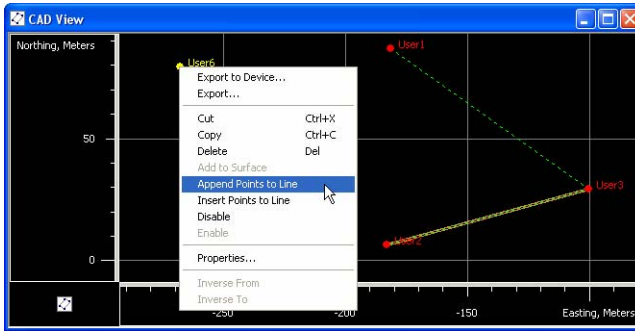 CAD View
Northing, Meters
User1
User6
Export to Device...
Export...
Cut Ctrl+X
Copy Ctrl+C
50
Delete Del
Add to Surface
Append Points to Line
User3
Insert Points to Line
Disable
Enable
User2
Properties...
0
Inverse From
Inverse To
-250
-200
-150
Easting, Meters